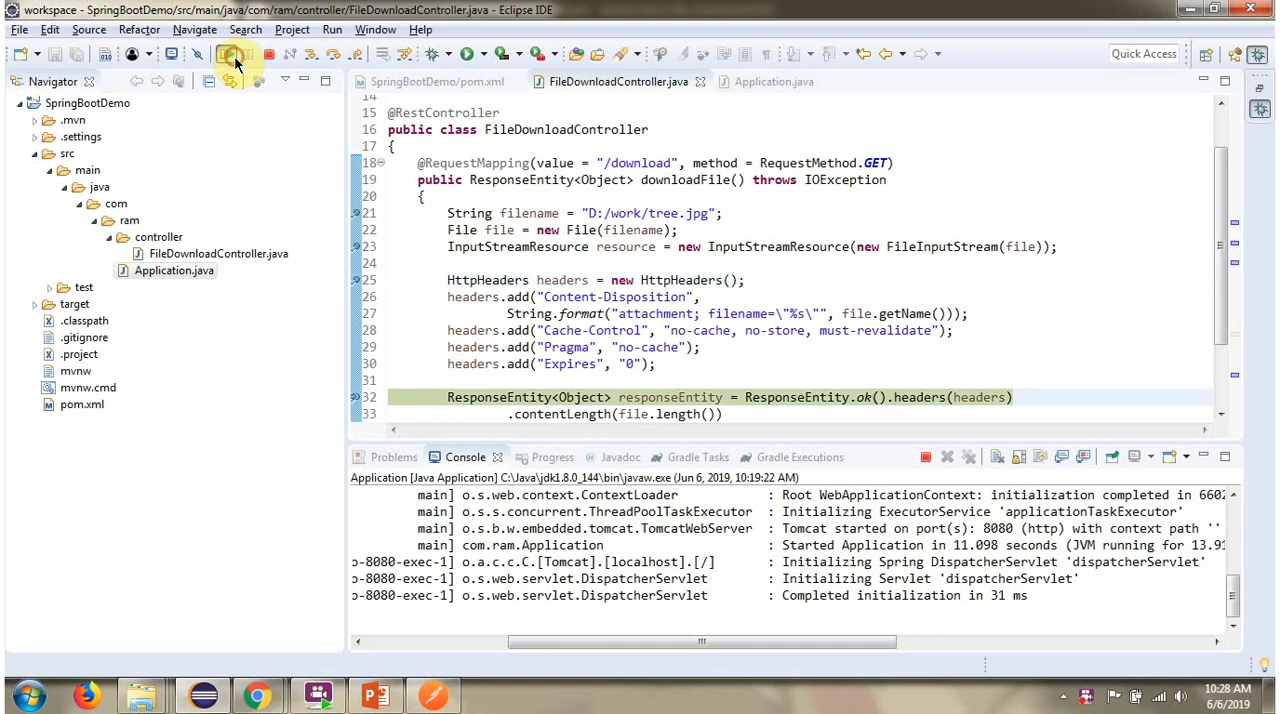 workspace - SpringBootDemo/src/main/java/com/ram/controller/FileDownloadController.java - Eclipse IDE
File Edit Source Refactor Navigate Search Project Run Window Help
Quick Access
Navigator
SpringBootDemo/pom.xml FileDownloadController.java Application.java
SpringBootDemo
.mvn
.settings
src
main
java
com
ram
controller
FileDownloadController.java
Application.java
test
target
.classpath
.gitignore
.project
mvnw
mvnw.cmd
pom.xml
14
15 @RestController
16 public class FileDownloadController
17 {
18 @RequestMapping(value = "/download", method = RequestMethod.GET)
19 public ResponseEntity<Object> downloadFile() throws IOException
20 {
21 String filename = "D:/work/tree.jpg";
22 File file = new File(filename);
23 InputStreamResource resource = new InputStreamResource(new FileInputStream(file));
24
25 HttpHeaders headers = new HttpHeaders();
26 headers.add("Content-Disposition",
27 String.format("attachment; filename=\"%s\"", file.getName()));
28 headers.add("Cache-Control", "no-cache, no-store, must-revalidate");
29 headers.add("Pragma", "no-cache");
30 headers.add("Expires", "0");
31
32 ResponseEntity<Object> responseEntity = ResponseEntity.ok().headers(headers)
33 .contentLength(file.length())
Problems Console Progress Javadoc Gradle Tasks Gradle Executions
Application [Java Application] C:\Java\jdk1.8.0_144\bin\javaw.exe (Jun 6, 2019, 10:19:22 AM)
main] o.s.web.context.ContextLoader : Root WebApplicationContext: initialization completed in 6602
main] o.s.s.concurrent.ThreadPoolTaskExecutor : Initializing ExecutorService 'applicationTaskExecutor'
main] o.s.b.w.embedded.tomcat.TomcatWebServer : Tomcat started on port(s): 8080 (http) with context path ''
main] com.ram.Application : Started Application in 11.098 seconds (JVM running for 13.91
o-8080-exec-1] o.a.c.c.C.[Tomcat].[localhost].[/] : Initializing Spring DispatcherServlet 'dispatcherServlet'
o-8080-exec-1] o.s.web.servlet.DispatcherServlet : Initializing Servlet 'dispatcherServlet'
o-8080-exec-1] o.s.web.servlet.DispatcherServlet : Completed initialization in 31 ms
10:28 AM
6/6/2019